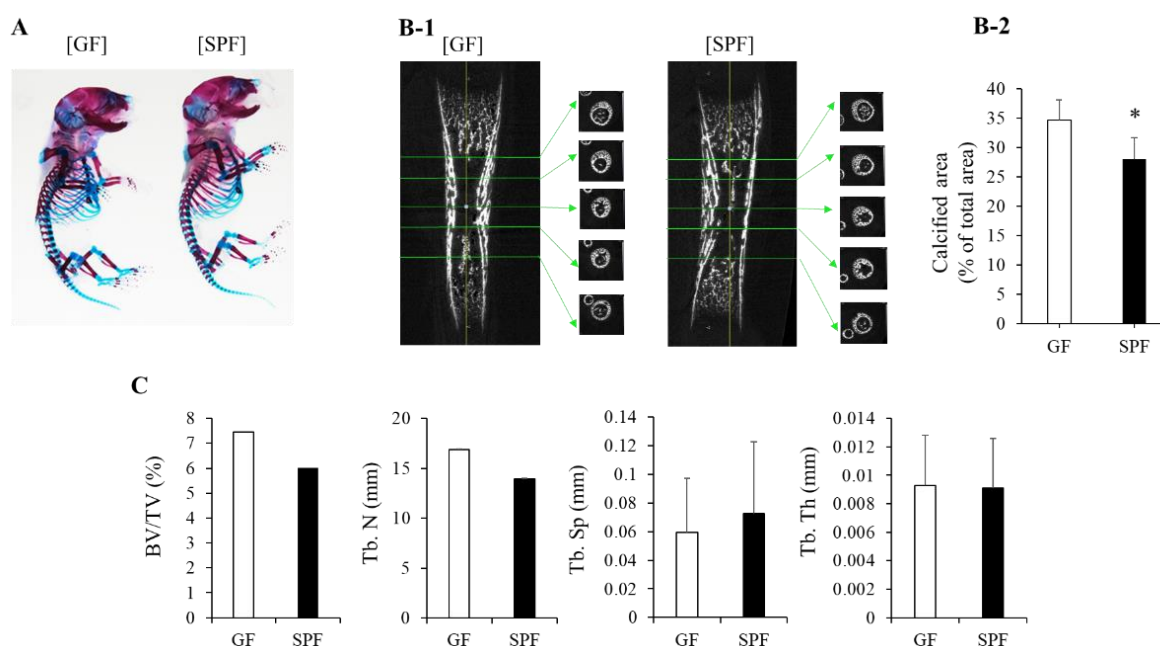 A
[GF]
[SPF]
B-1
[GF]
[SPF]
B-2
Calcified area
(% of total area)
40
35
30
25
20
15
10
5
0
*
GF
SPF
C
BV/TV (%)
8
7
6
5
4
3
2
1
0
GF
SPF
Tb. N (mm)
20
15
10
5
0
GF
SPF
Tb. Sp (mm)
0.14
0.12
0.1
0.08
0.06
0.04
0.02
0
GF
SPF
Tb. Th (mm)
0.014
0.012
0.01
0.008
0.006
0.004
0.002
0
GF
SPF